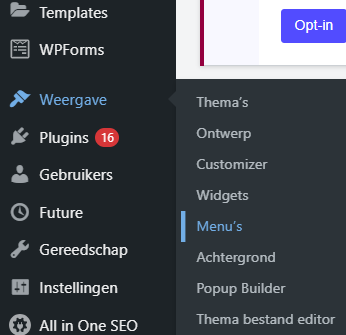 Templates
WPForms
Weergave
Plugins 16
Gebruikers
Future
Gereedschap
Instellingen
All in One SEO
Opt-in
Thema's
Ontwerp
Customizer
Widgets
Menu's
Achtergrond
Popup Builder
Thema bestand editor